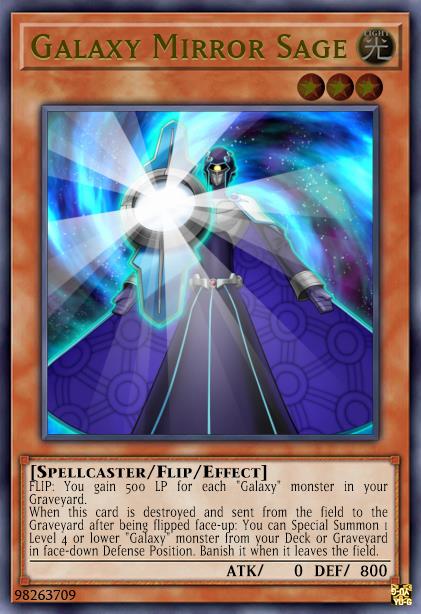 GALAXY MIRROR SAGE
LIGHT
光
[SPELLCASTER/FLIP/EFFECT]
FLIP: You gain 500 LP for each "Galaxy" monster in your
Graveyard.
When this card is destroyed and sent from the field to the
Graveyard after being flipped face-up: You can Special Summon 1
Level 4 or lower "Galaxy" monster from your Deck or Graveyard
in face-down Defense Position. Banish it when it leaves the field.
ATK/ 0 DEF/ 800
98263709